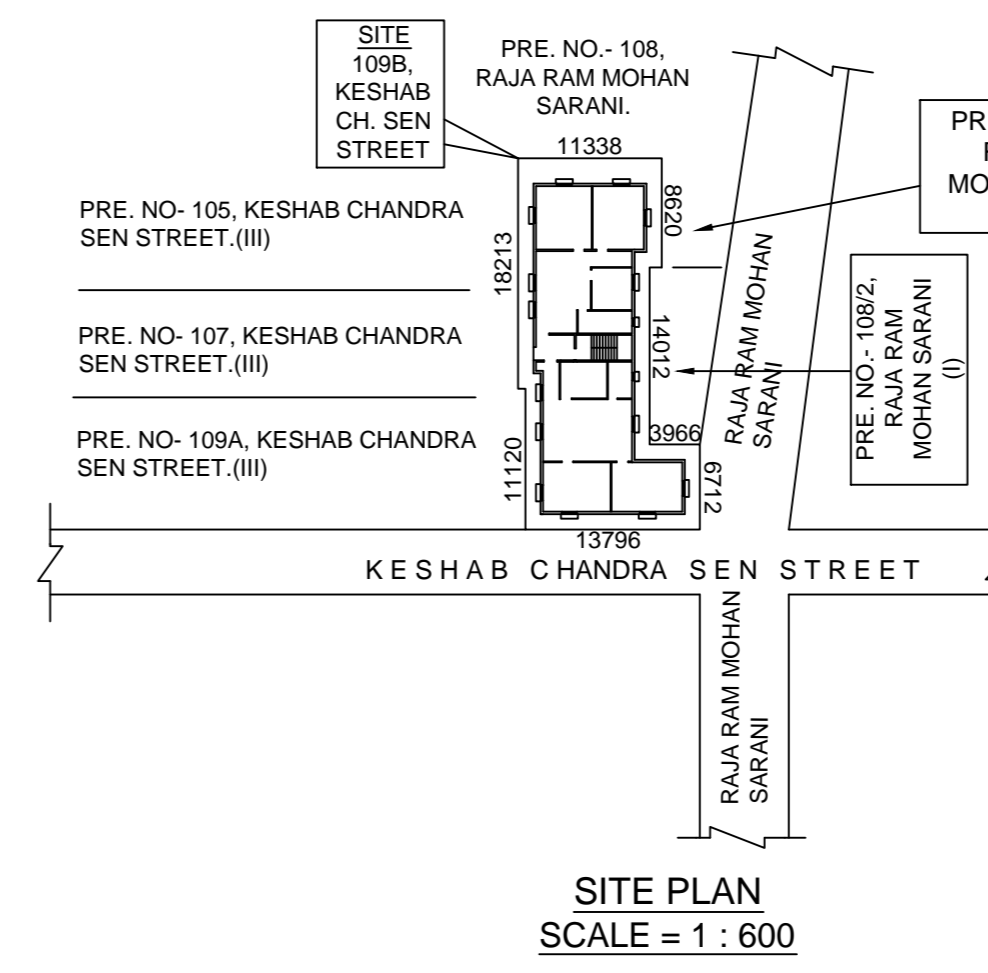 SITE
109B,
KESHAB
CH. SEN
STREET
PRE. NO.- 108,
RAJA RAM MOHAN
SARANI.
11338
8620
18213
14012
3966
11120
6712
13796
PRE. NO- 105, KESHAB CHANDRA
SEN STREET.(III)
PRE. NO- 107, KESHAB CHANDRA
SEN STREET.(III)
PRE. NO- 109A, KESHAB CHANDRA
SEN STREET.(III)
RAJA RAM MOHAN
SARANI
PR
MO
PRE. NO.- 108/2,
RAJA RAM
MOHAN SARANI
(I)
KESHAB CHANDRA SEN STREET
RAJA RAM MOHAN
SARANI
SITE PLAN
SCALE = 1 : 600